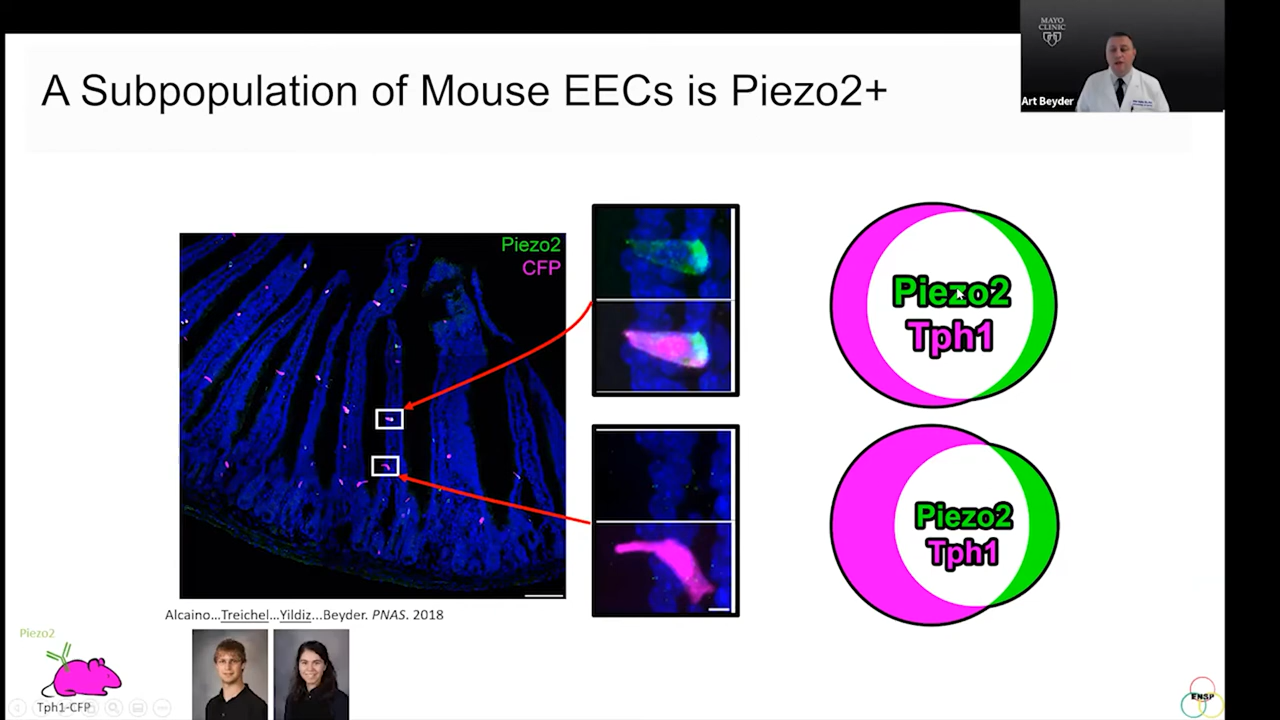 A Subpopulation of Mouse EECs is Piezo2+
MAYO
CLINIC
Art Beyder
Piezo2
CFP
Piezo2
Tph1
Piezo2
Tph1
Alcaino...Treichel...Yildiz...Beyder. PNAS. 2018
Piezo2
Tph1-CFP
ENSP